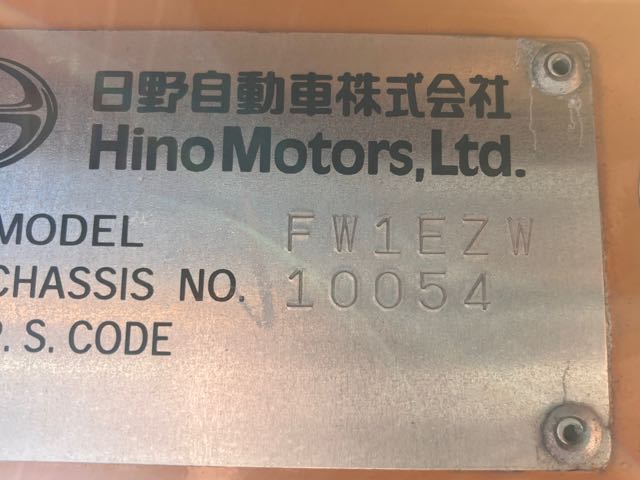 日野自動車株式会社
Hino Motors, Ltd.
MODEL FW1EZW
CHASSIS NO. 10054
P. S. CODE